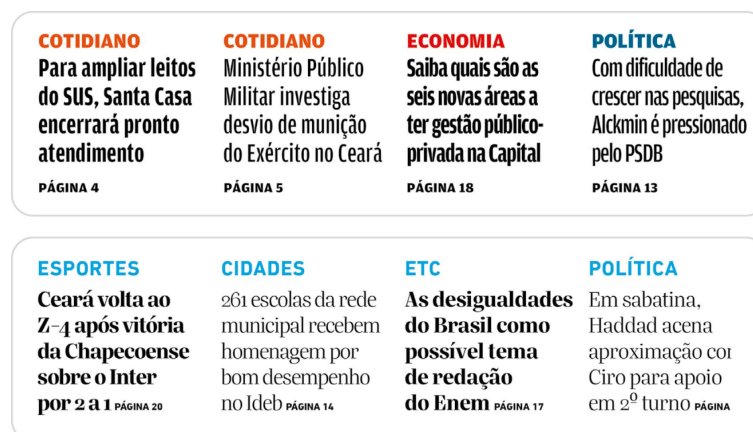 COTIDIANO
Para ampliar leitos
do SUS, Santa Casa
encerrará pronto
atendimento
PÁGINA 4
COTIDIANO
Ministério Público
Militar investiga
desvio de munição
do Exército no Ceará
PÁGINA 5
ECONOMIA
Saiba quais são as
seis novas áreas a
ter gestão público-
privada na Capital
PÁGINA 18
POLÍTICA
Com dificuldade de
crescer nas pesquisas,
Alckmin é pressionado
pelo PSDB
PÁGINA 13
ESPORTES
Ceará volta ao
Z-4 após vitória
da Chapecoense
sobre o Inter
por 2 a 1 PÁGINA 20
CIDADES
261 escolas da rede
municipal recebem
homenagem por
bom desempenho
no Ideb PÁGINA 14
ETC
As desigualdades
do Brasil como
possível tema
de redação
do Enem PÁGINA 17
POLÍTICA
Em sabatina,
Haddad acena
aproximação
Ciro para apoio
em 2º turno PÁGINA